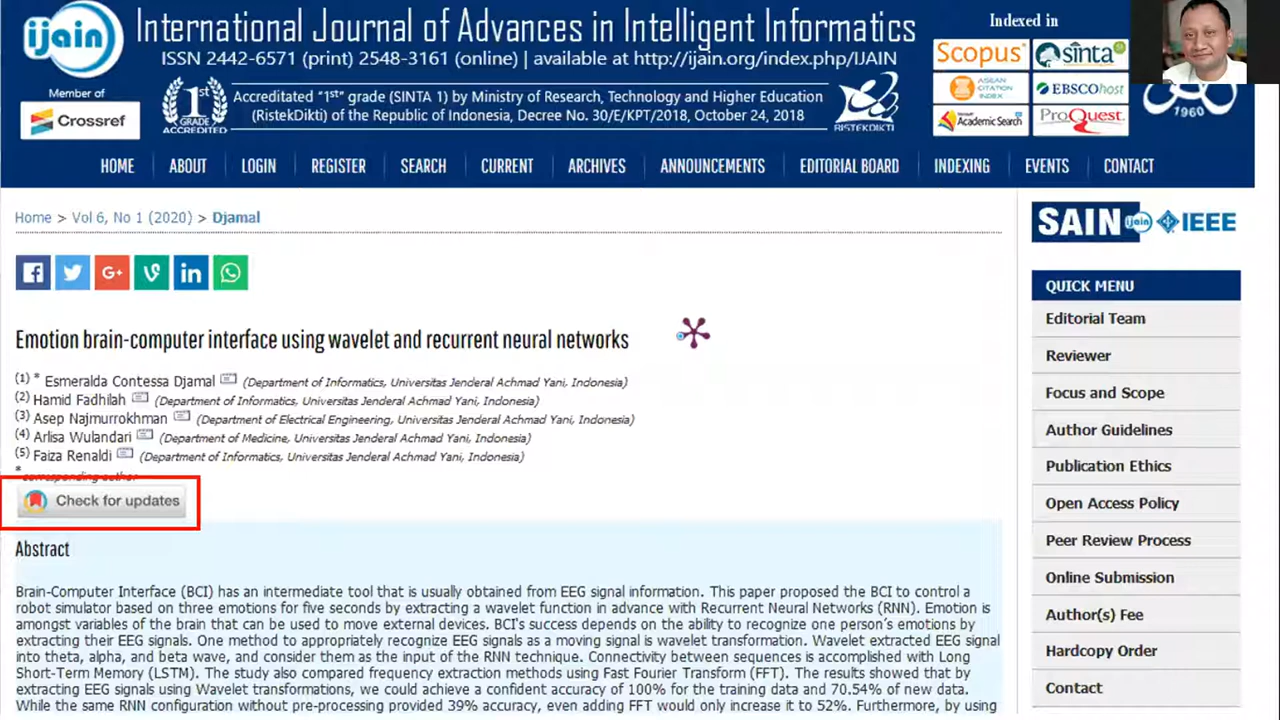 ijain
International Journal of Advances in Intelligent Informatics
ISSN 2442-6571 (print) 2548-3161 (online) | available at http://ijain.org/index.php/IJAIN
Member of
Crossref
1st
GRADE
ACCREDITED
Accredited "1st" grade (SINTA 1) by Ministry of Research, Technology and Higher Education
(RistekDikti) of the Republic of Indonesia, Decree No. 30/E/KPT/2018, October 24, 2018
RISTEKDIKTI
Indexed in
Scopus®
sinta
ASEAN
CITATION
INDEX
EBSCOhost
Academic Search
ProQuest
1960
HOME ABOUT LOGIN REGISTER SEARCH CURRENT ARCHIVES ANNOUNCEMENTS EDITORIAL BOARD INDEXING EVENTS CONTACT
Home > Vol 6, No 1 (2020) > Djamal
Emotion brain-computer interface using wavelet and recurrent neural networks
(1) * Esmeralda Contessa Djamal (Department of Informatics, Universitas Jenderal Achmad Yani, Indonesia)
(2) Hamid Fadhilah (Department of Informatics, Universitas Jenderal Achmad Yani, Indonesia)
(3) Asep Najmurrokhman (Department of Electrical Engineering, Universitas Jenderal Achmad Yani, Indonesia)
(4) Arlisa Wulandari (Department of Medicine, Universitas Jenderal Achmad Yani, Indonesia)
(5) Faiza Renaldi (Department of Informatics, Universitas Jenderal Achmad Yani, Indonesia)
* corresponding author
Check for updates
Abstract
Brain-Computer Interface (BCI) has an intermediate tool that is usually obtained from EEG signal information. This paper proposed the BCI to control a
robot simulator based on three emotions for five seconds by extracting a wavelet function in advance with Recurrent Neural Networks (RNN). Emotion is
amongst variables of the brain that can be used to move external devices. BCI's success depends on the ability to recognize one person's emotions by
extracting their EEG signals. One method to appropriately recognize EEG signals as a moving signal is wavelet transformation. Wavelet extracted EEG signal
into theta, alpha, and beta wave, and consider them as the input of the RNN technique. Connectivity between sequences is accomplished with Long
Short-Term Memory (LSTM). The study also compared frequency extraction methods using Fast Fourier Transform (FFT). The results showed that by
extracting EEG signals using Wavelet transformations, we could achieve a confident accuracy of 100% for the training data and 70.54% of new data.
While the same RNN configuration without pre-processing provided 39% accuracy, even adding FFT would only increase it to 52%. Furthermore, by using
SAIN ijain IEEE
QUICK MENU
Editorial Team
Reviewer
Focus and Scope
Author Guidelines
Publication Ethics
Open Access Policy
Peer Review Process
Online Submission
Author(s) Fee
Hardcopy Order
Contact